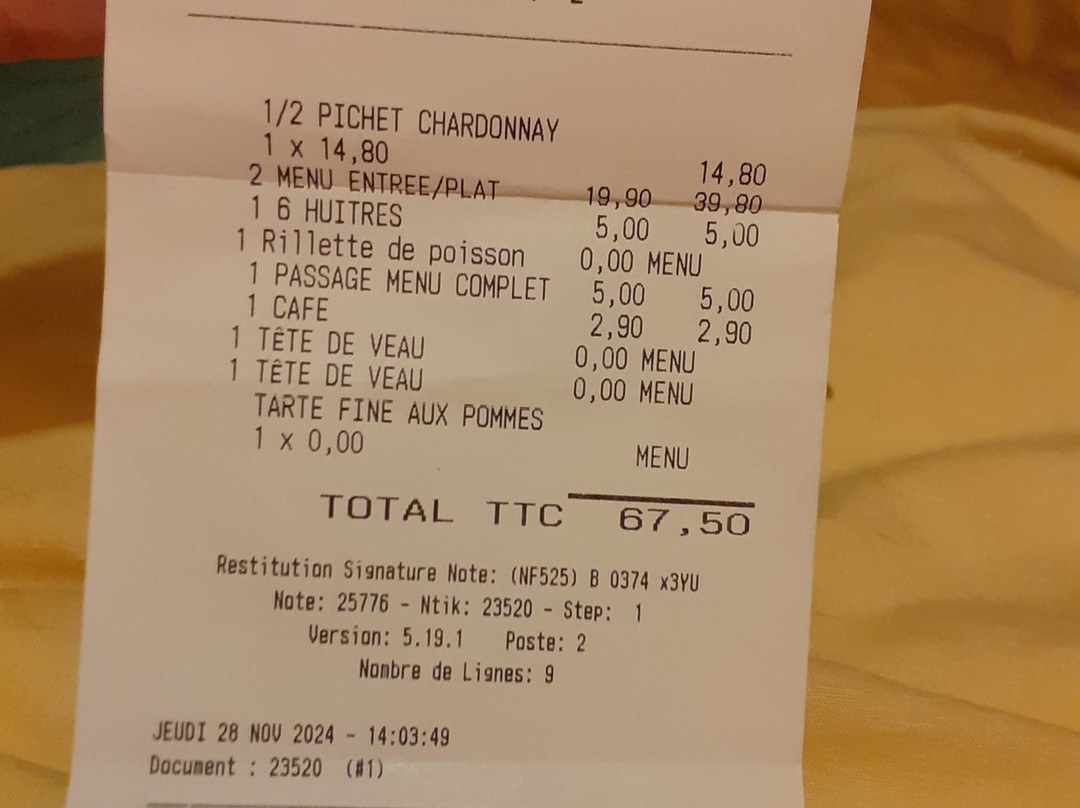 1/2 PICHET CHARDONNAY
1 x 14,80 14,80
2 MENU ENTREE/PLAT 19,90 39,80
1 6 HUITRES 5,00 5,00
1 Rillette de poisson 0,00 MENU
1 PASSAGE MENU COMPLET 5,00 5,00
1 CAFE 2,90 2,90
1 TÊTE DE VEAU 0,00 MENU
1 TÊTE DE VEAU 0,00 MENU
TARTE FINE AUX POMMES
1 x 0,00 MENU
TOTAL TTC 67,50
Restitution Signature Note: (NF525) B 0374 x3YU
Note: 25776 - Ntik: 23520 - Step: 1
Version: 5.19.1 Poste: 2
Nombre de Lignes: 9
JEUDI 28 NOV 2024 - 14:03:49
Document : 23520 (#1)